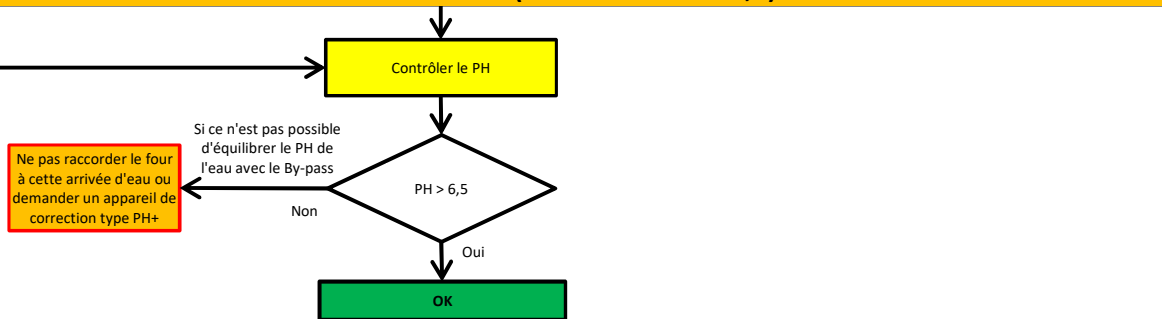 Contrôler le PH
Si ce n'est pas possible
d'équilibrer le PH de
l'eau avec le By-pass
Ne pas raccorder le four
à cette arrivée d'eau ou
demander un appareil de
correction type PH+
PH > 6,5
Non
Oui
OK